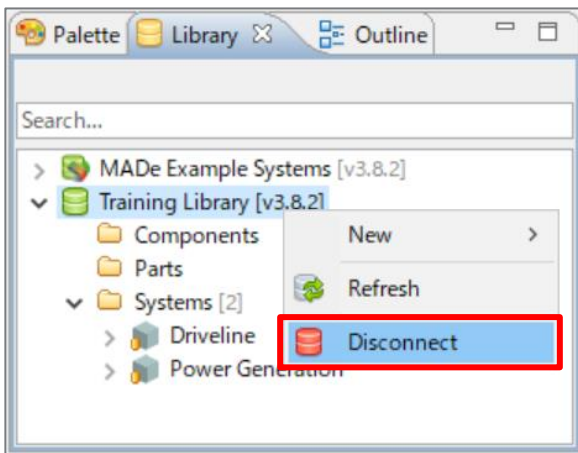 Palette Library Outline
Search...
MADe Example Systems [v3.8.2]
Training Library [v3.8.2]
Components
New
Parts
Refresh
Systems [2]
Driveline
Disconnect
Power Generation